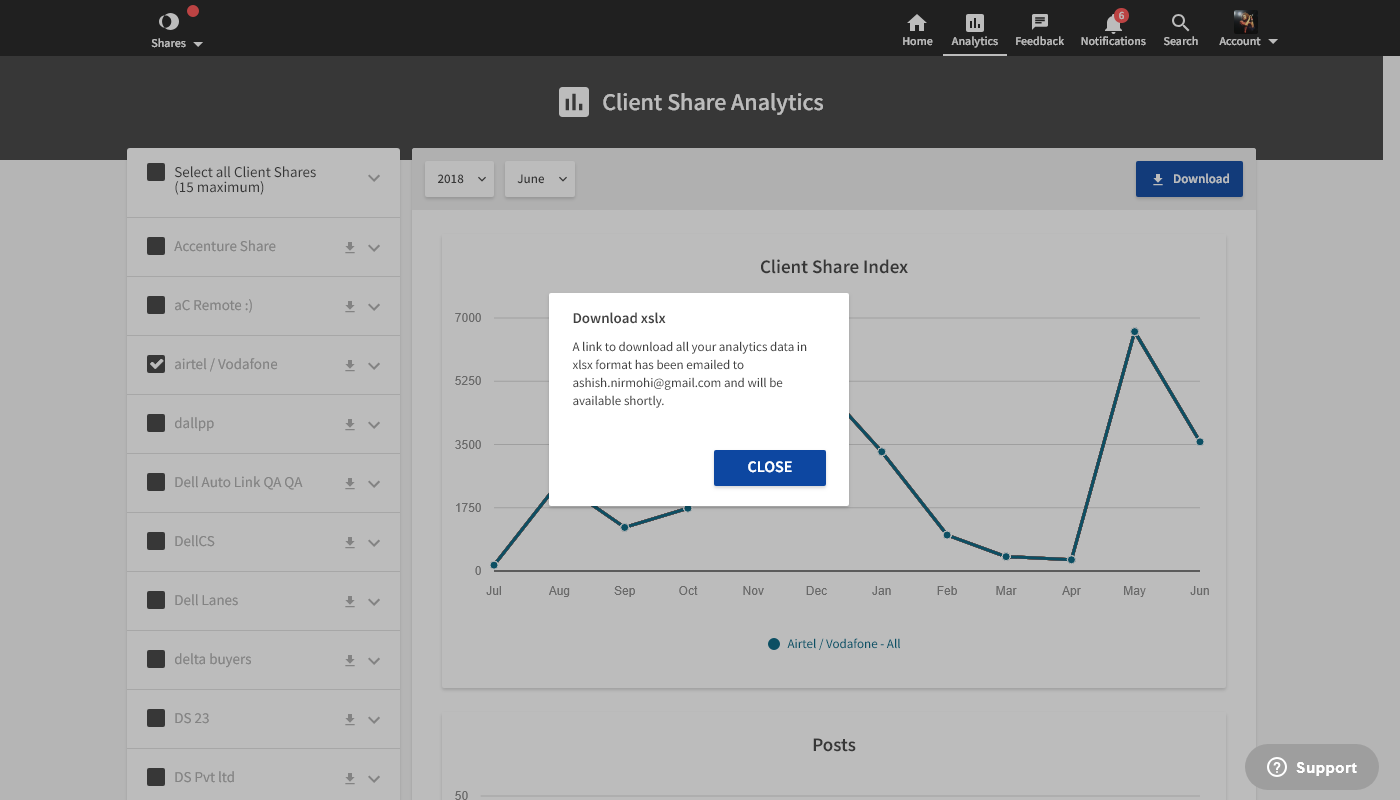 Shares
Home
Analytics
Feedback
6
Notifications
Search
Account
Client Share Analytics
Select all Client Shares
(15 maximum)
Accenture Share
aC Remote :)
airtel / Vodafone
dallpp
Dell Auto Link QA QA
DellCS
Dell Lanes
delta buyers
DS 23
DS Pvt ltd
2018
June
Download
Client Share Index
7000
5250
3500
1750
0
Jul Aug Sep Oct Nov Dec Jan Feb Mar Apr May Jun
Airtel / Vodafone - All
Download xslx
A link to download all your analytics data in
xlsx format has been emailed to
ashish.nirmohi@gmail.com and will be
available shortly.
CLOSE
Posts
50
Support